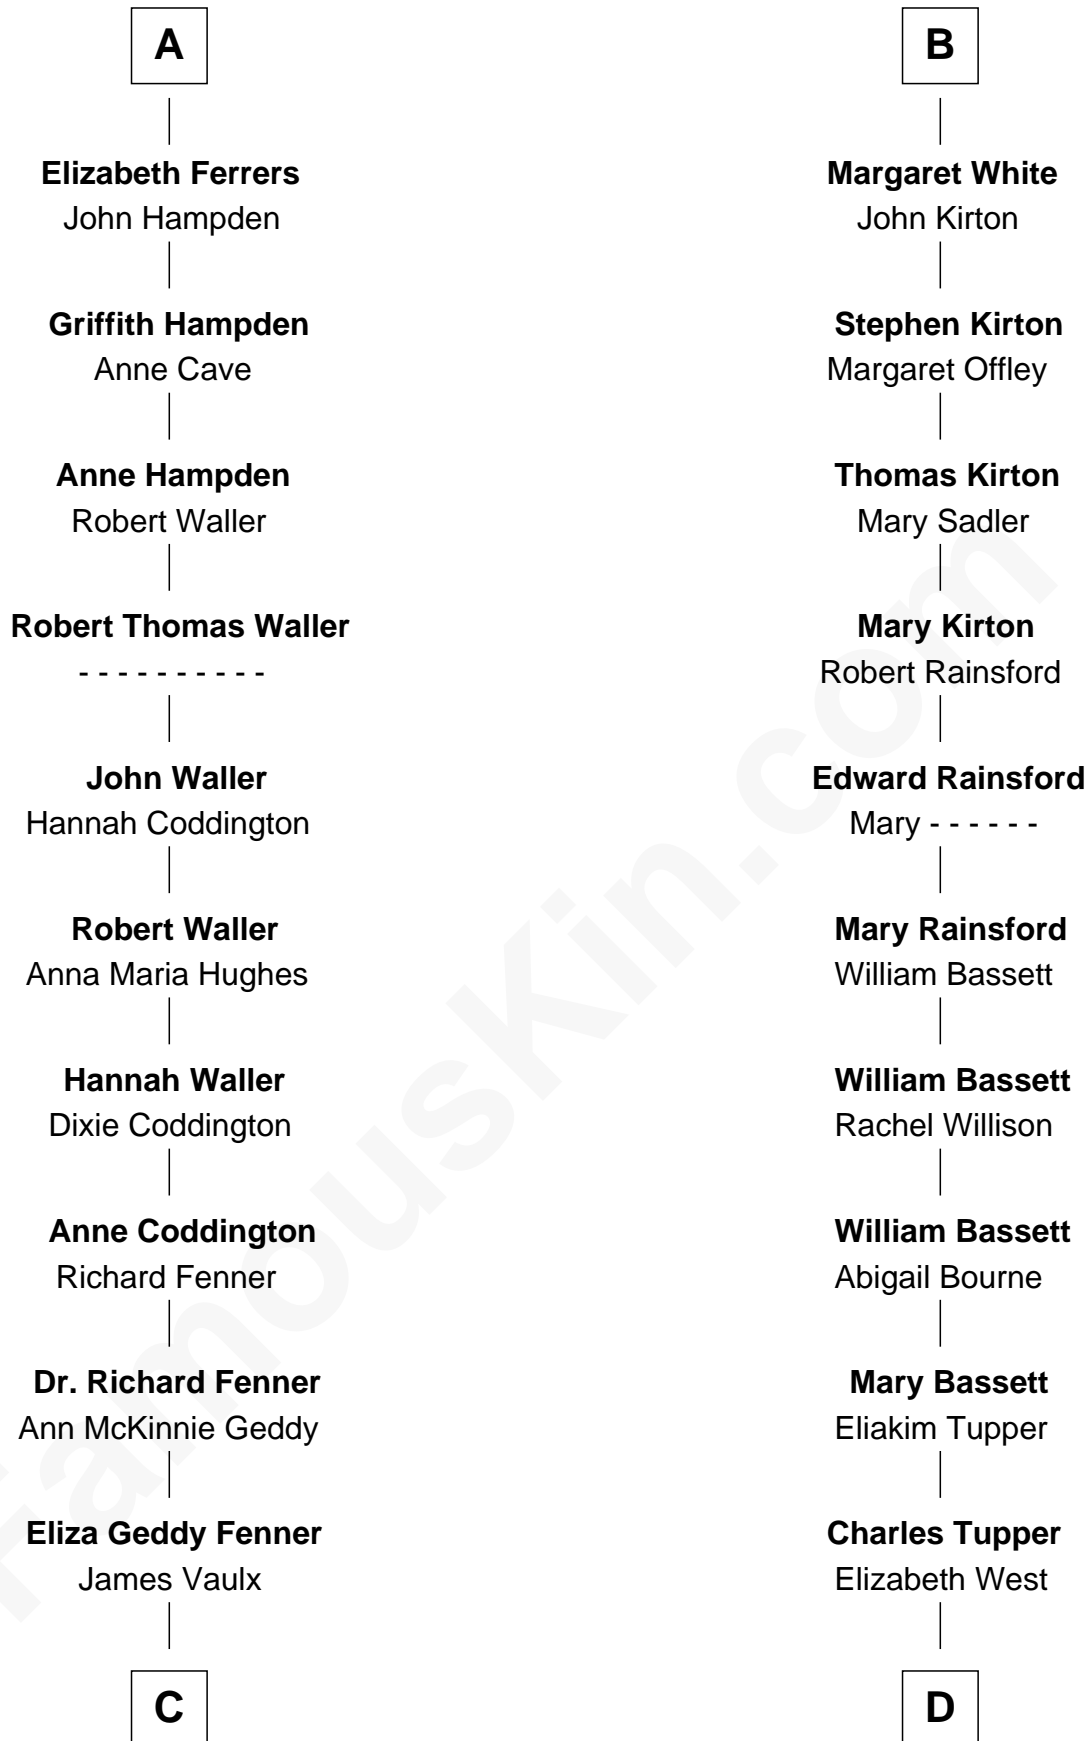 A
Elizabeth Ferrers
John Hampden
Griffith Hampden
Anne Cave
Anne Hampden
Robert Waller
Robert Thomas Waller
- - - - - - - - - -
John Waller
Hannah Coddington
Robert Waller
Anna Maria Hughes
Hannah Waller
Dixie Coddington
Anne Coddington
Richard Fenner
Dr. Richard Fenner
Ann McKinnie Geddy
Eliza Geddy Fenner
James Vaulx
C
B
Margaret White
John Kirton
Stephen Kirton
Margaret Offley
Thomas Kirton
Mary Sadler
Mary Kirton
Robert Rainsford
Edward Rainsford
Mary - - - - - -
Mary Rainsford
William Bassett
William Bassett
Rachel Willison
William Bassett
Abigail Bourne
Mary Bassett
Eliakim Tupper
Charles Tupper
Elizabeth West
D
FamousKin.com